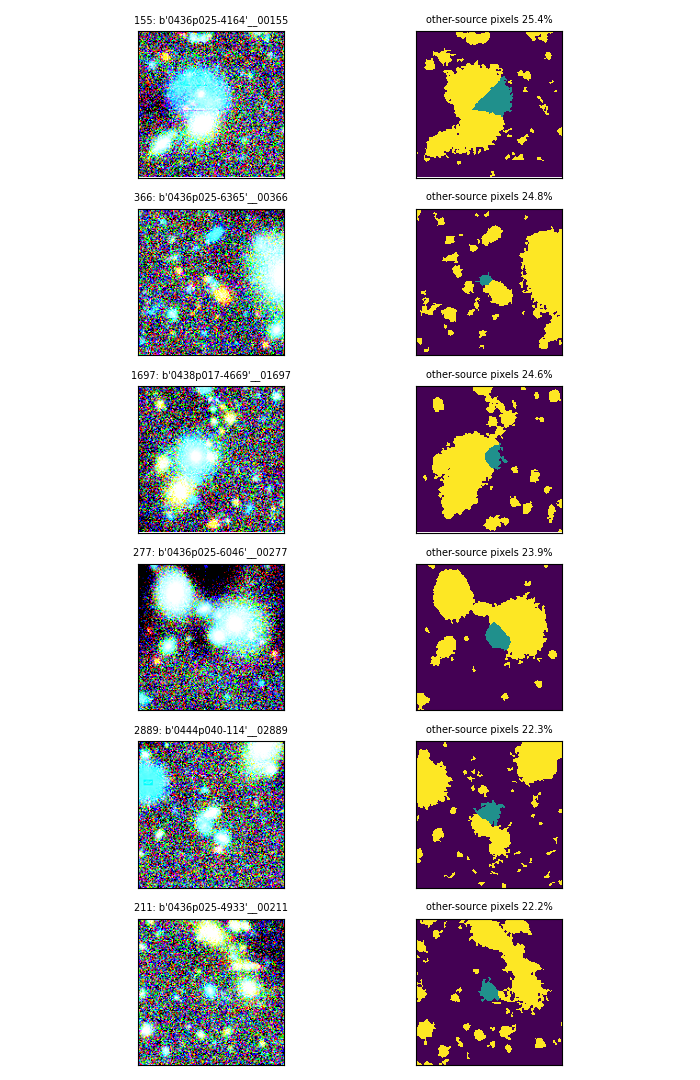 155: b'0436p025-4164'__00155
other-source pixels 25.4%
366: b'0436p025-6365'__00366
other-source pixels 24.8%
1697: b'0438p017-4669'__01697
other-source pixels 24.6%
277: b'0436p025-6046'__00277
other-source pixels 23.9%
2889: b'0444p040-114'__02889
other-source pixels 22.3%
211: b'0436p025-4933'__00211
other-source pixels 22.2%